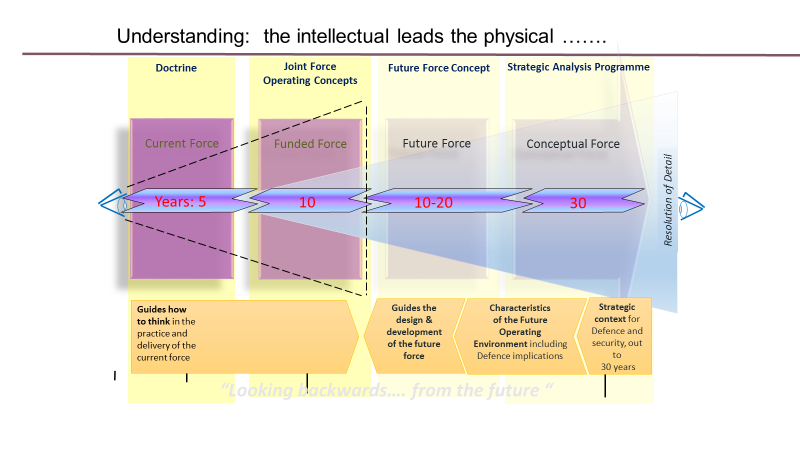 Understanding:  the intellectual leads the physical …….
Doctrine
Joint Force
Operating Concepts
Future Force Concept
Strategic Analysis Programme
Current Force
Funded Force
Future Force
Conceptual Force
Years: 5
10
10-20
30
Resolution of Detail
Guides how
to think in the
practice and
delivery of the
current force
Guides the
design &
development
of the future
force
Characteristics
of the Future
Operating
Environment including
Defence implications
Strategic
context for
Defence and
security, out
to
30 years
“Looking backwards.... from the future “